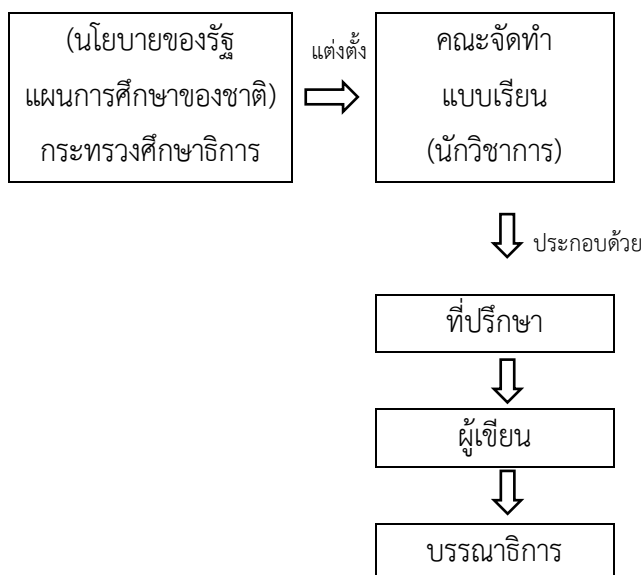 (นโยบายของรัฐ
แผนการศึกษาของชาติ)
กระทรวงศึกษาธิการ
แต่งตั้ง
คณะจัดทำ
แบบเรียน
(นักวิชาการ)
ประกอบด้วย
ที่ปรึกษา
ผู้เขียน
บรรณาธิการ